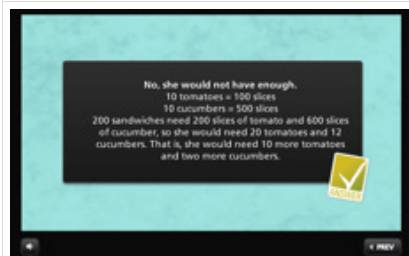 No, she would not have enough.
10 tomatoes = 100 slices
10 cucumbers = 500 slices
200 sandwiches need 200 slices of tomato and 600 slices
of cucumber, so she would need 20 tomatoes and 12
cucumbers. That is, she would need 10 more tomatoes
and two more cucumbers.
ANSWER
PREV